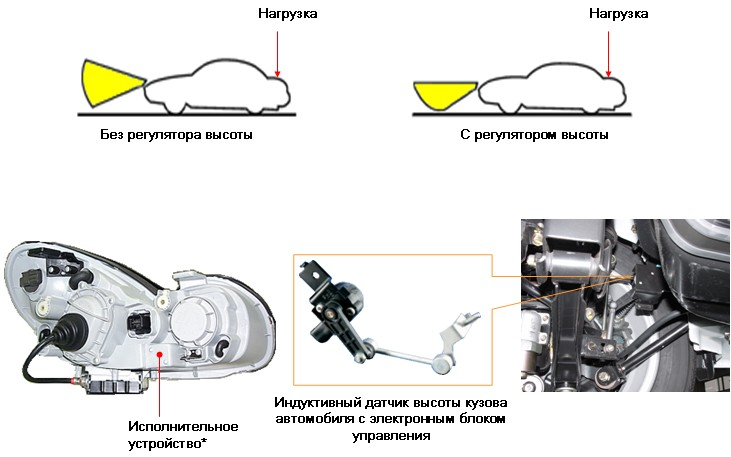 Нагрузка
Нагрузка
Без регулятора высоты
С регулятором высоты
Исполнительное
устройство*
Индуктивный датчик высоты кузова
автомобиля с электронным блоком
управления